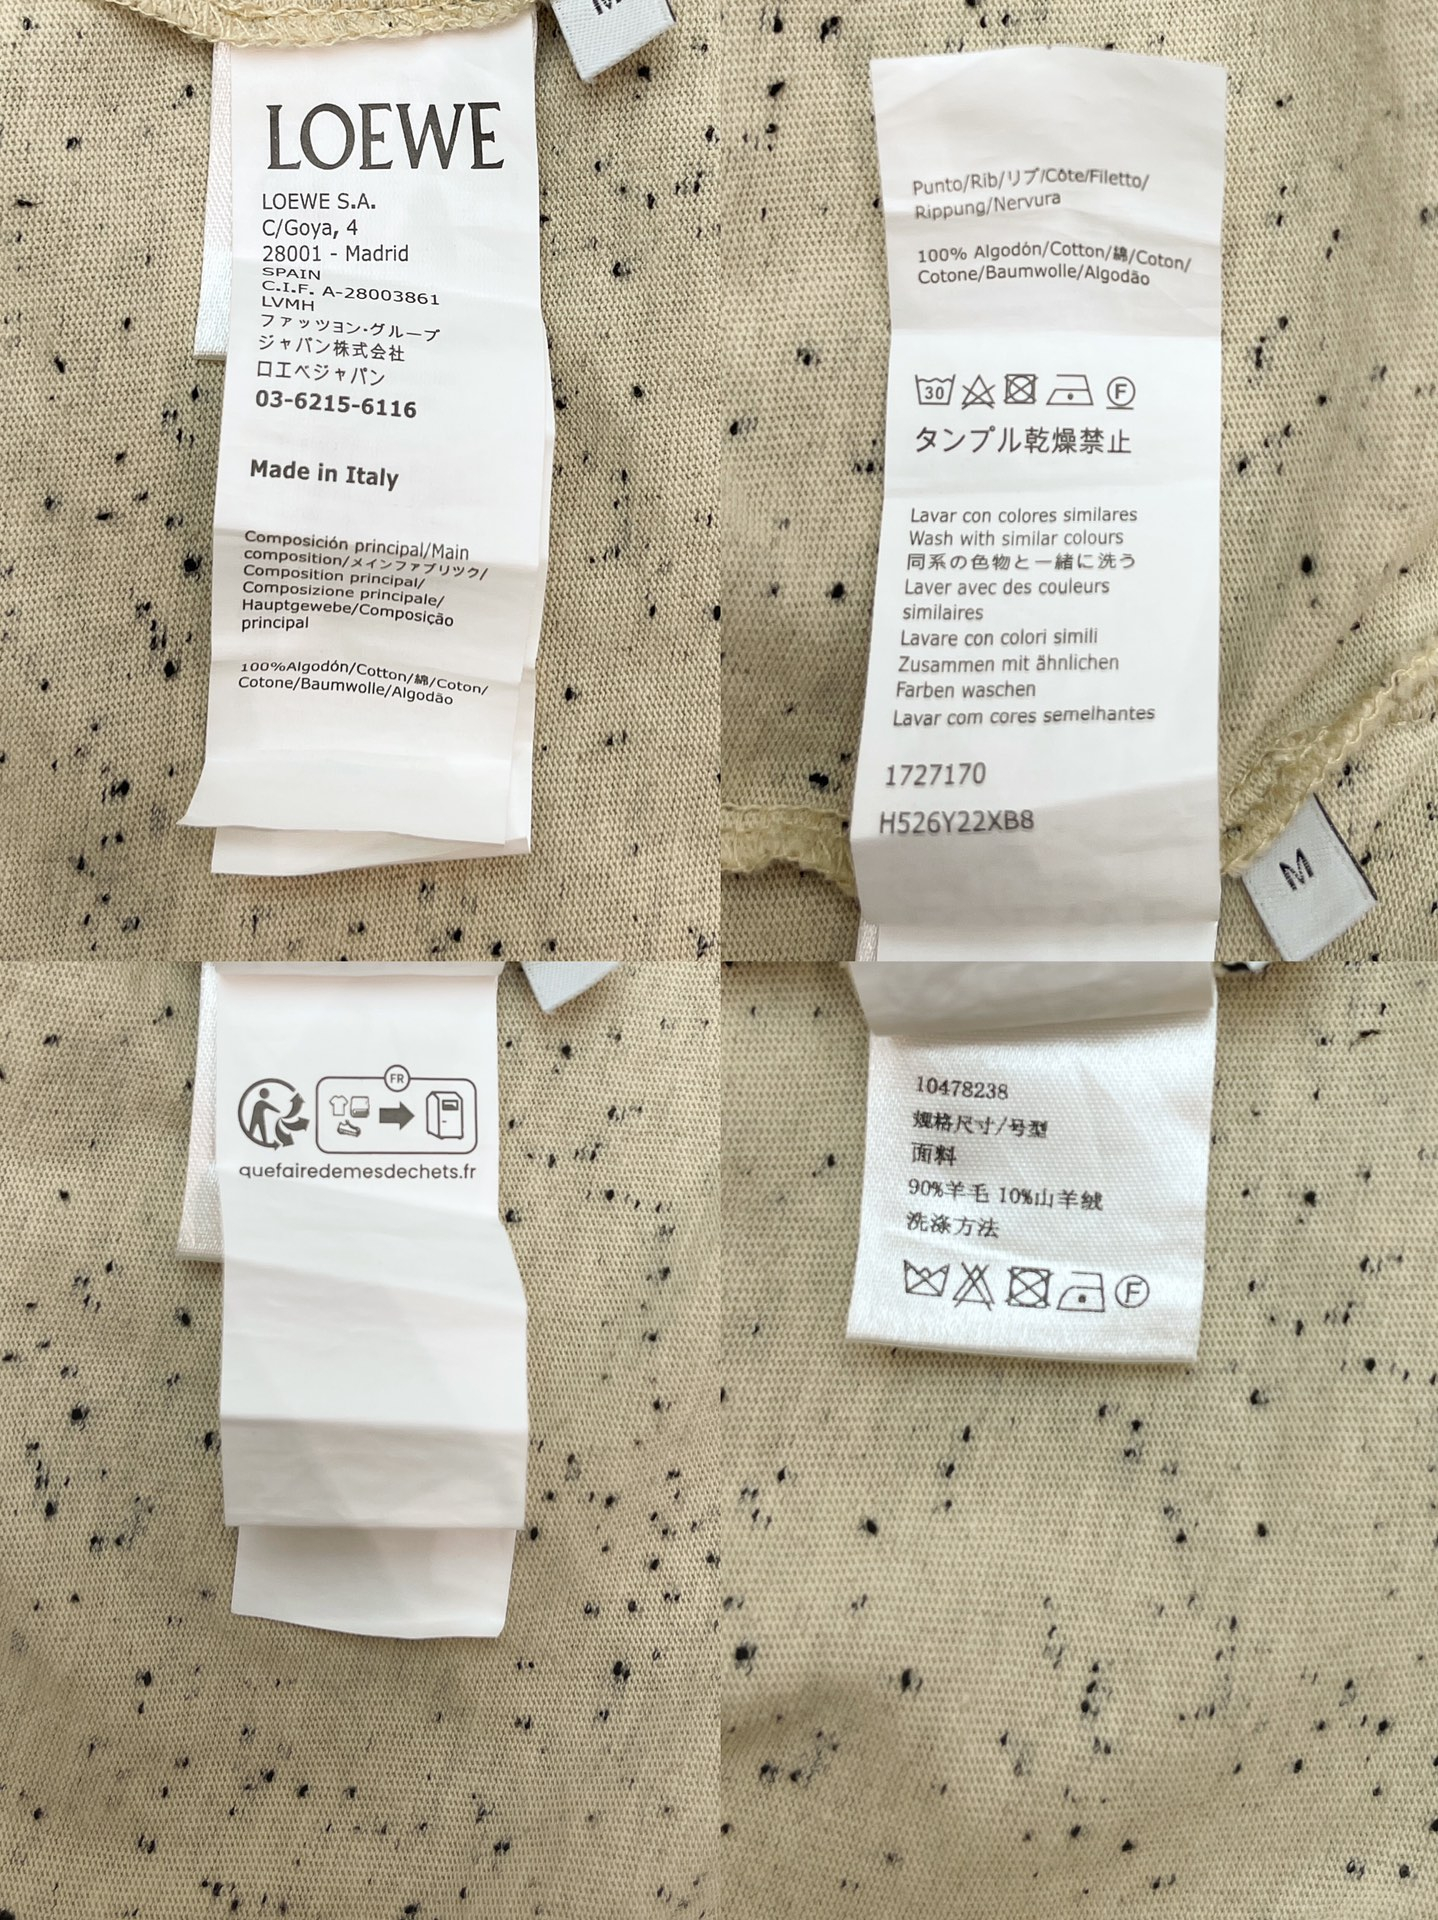 LOEWE
LOEWE S.A.
C/Goya, 4
28001 - Madrid
SPAIN
C.I.F. A-28003861
LVMH
ファッツョン・グループ
ジャパン株式会社
ロエベジャパン
03-6215-6116
Made in Italy
Composición principal/Main
composition/メインファブリック/
Composition principal/
Composizione principale/
Hauptgewebe/Composição
principal
100%Algodón/Cotton/綿/Coton/
Cotone/Baumwolle/Algodão
M
Punto/Rib/リブ/Côte/Filetto/
Rippung/Nervura
100% Algodón/Cotton/綿/Coton/
Cotone/Baumwolle/Algodão
30
F
タンプル乾燥禁止
Lavar con colores similares
Wash with similar colours
同系の色物と一緒に洗う
Laver avec des couleurs
similaires
Lavare con colori simili
Zusammen mit ähnlichen
Farben waschen
Lavar com cores semelhantes
1727170
H526Y22XB8
M
FR
quefairedemesdechets.fr
10478238
规格尺寸/号型
面料
90%羊毛 10%山羊绒
洗涤方法
F